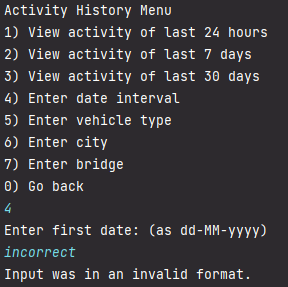 Activity History Menu
1) View activity of last 24 hours
2) View activity of last 7 days
3) View activity of last 30 days
4) Enter date interval
5) Enter vehicle type
6) Enter city
7) Enter bridge
0) Go back
4
Enter first date: (as dd-MM-yyyy)
incorrect
Input was in an invalid format.